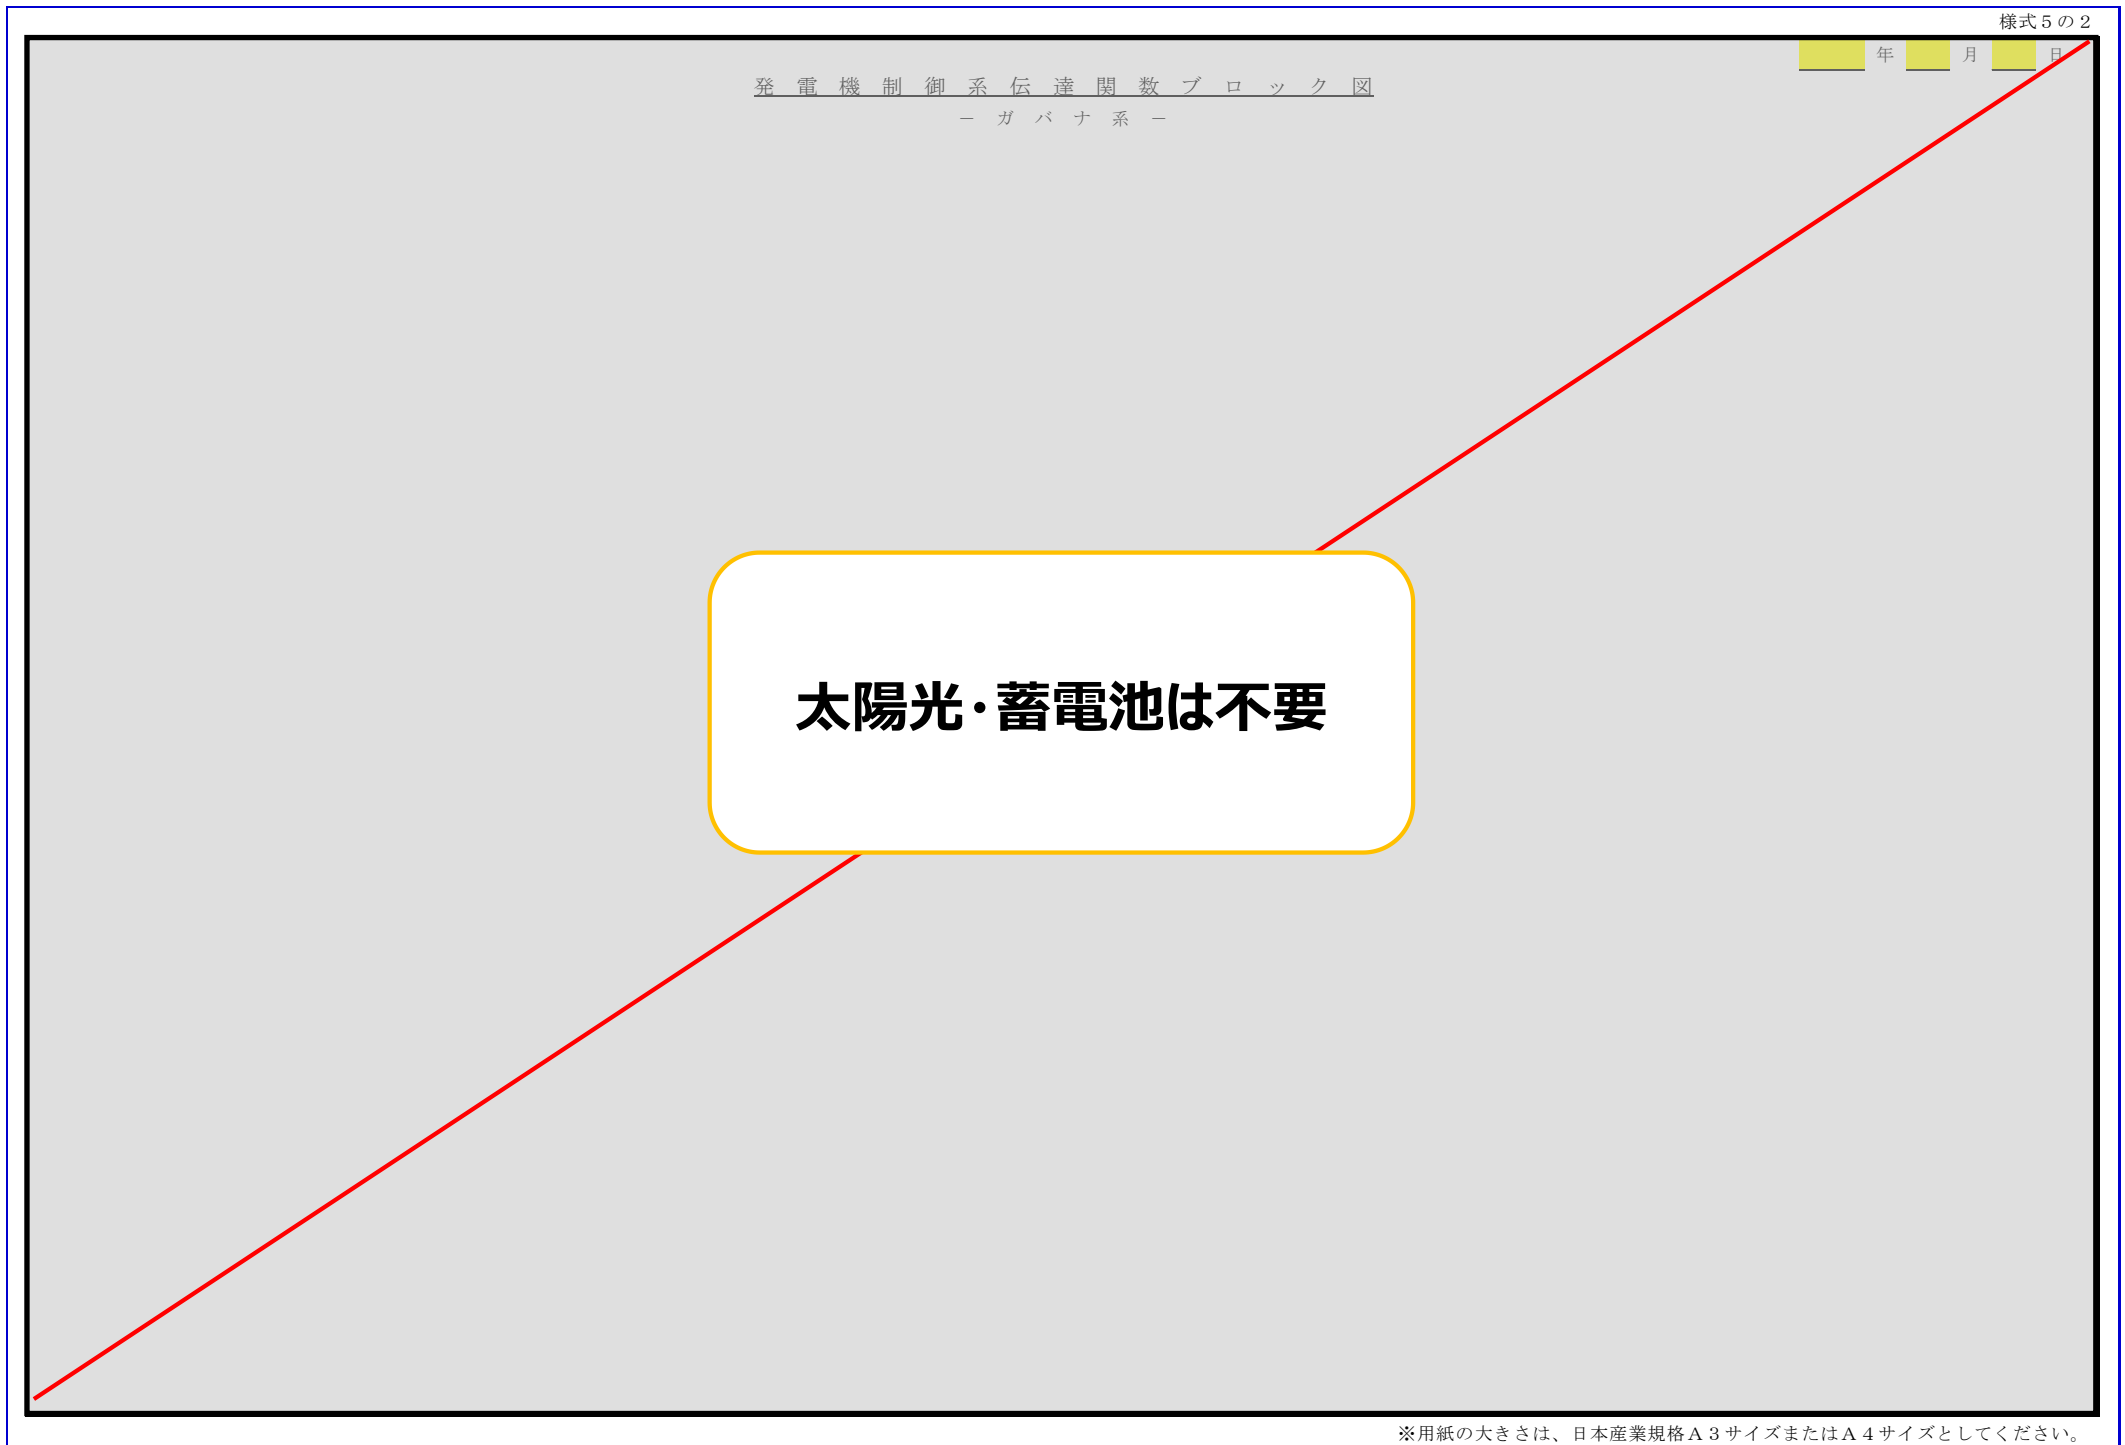 様式５の２
年 月 日
発電機制御系伝達関数ブロック図
－ガバナ系－
太陽光･蓄電池は不要
※用紙の大きさは、日本産業規格Ａ３サイズまたはＡ４サイズとしてください。